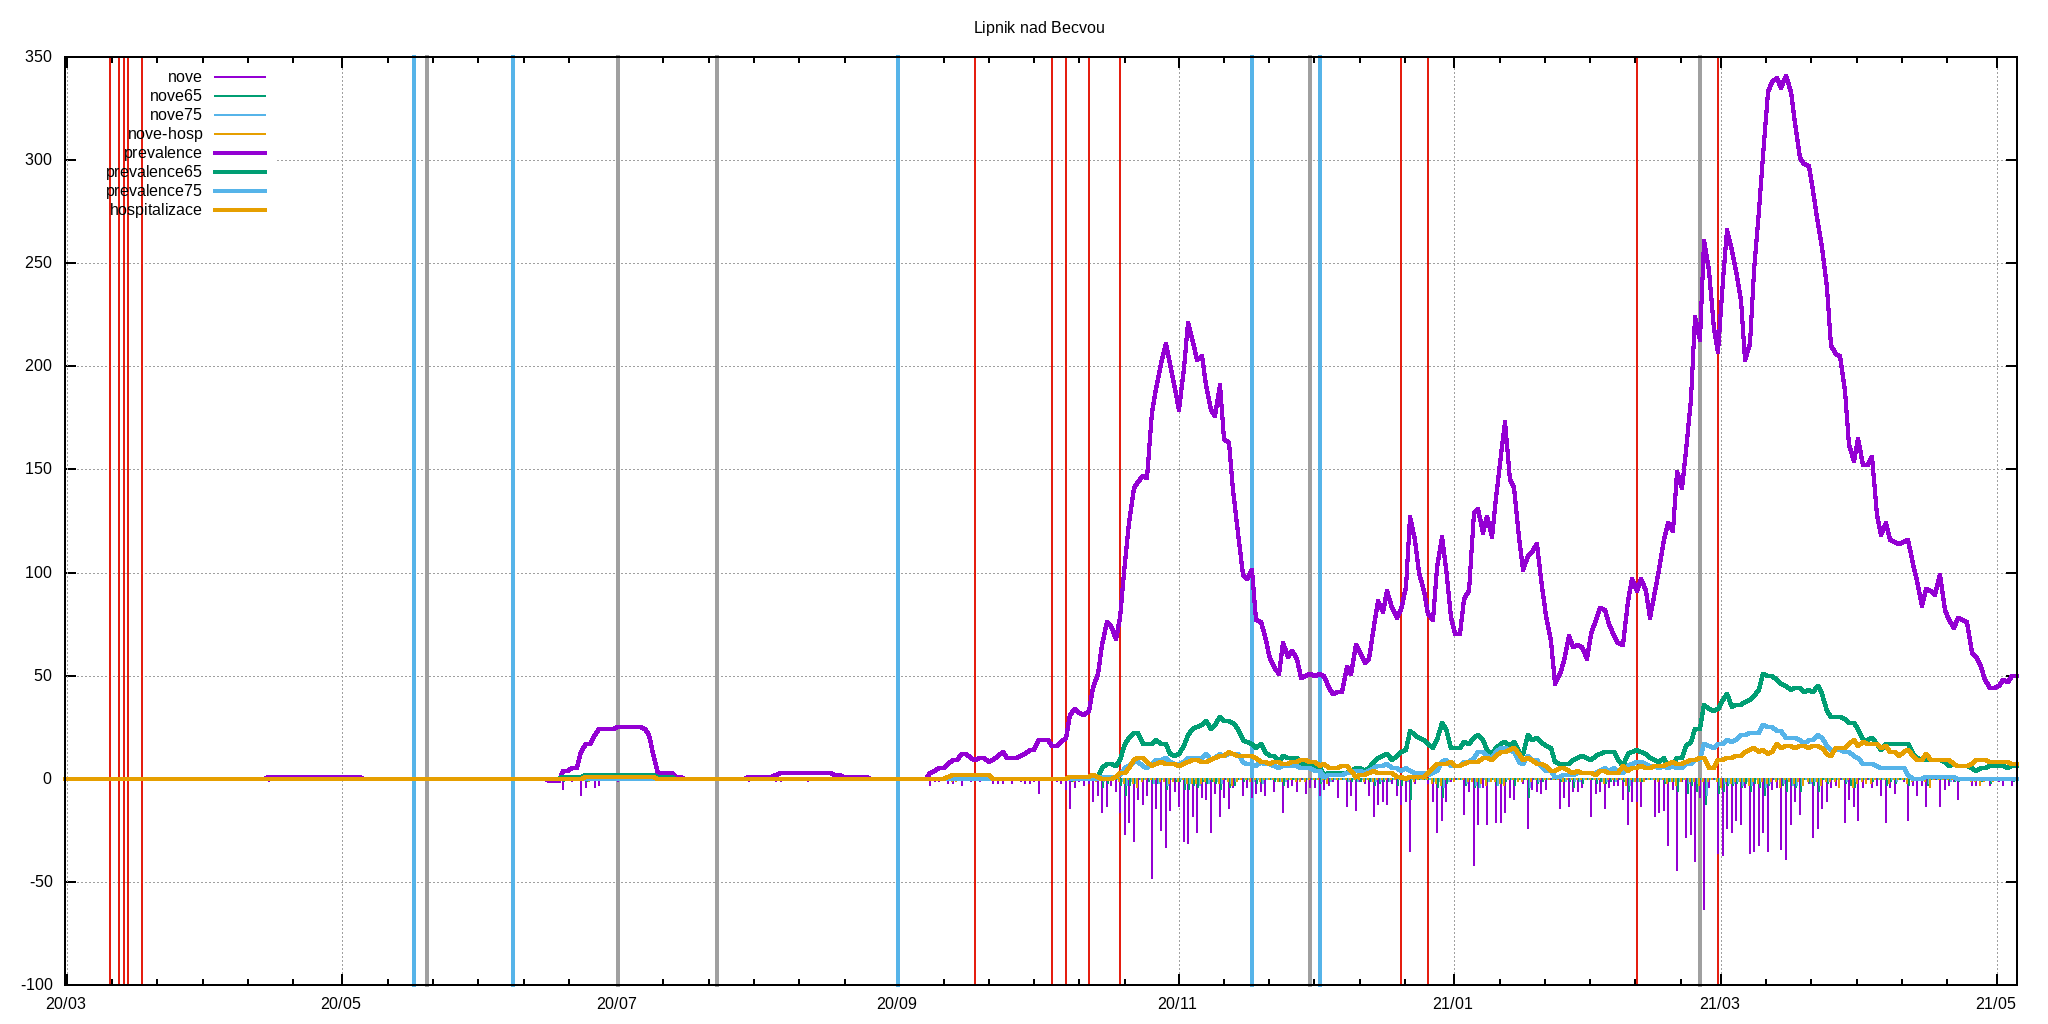 Lipnik nad Becvou
350
300
250
200
150
100
50
0
-50
-100
nove
nove65
nove75
nove-hosp
prevalence
prevalence65
prevalence75
hospitalizace
20/03 20/05 20/07 20/09 20/11 21/01 21/03 21/05